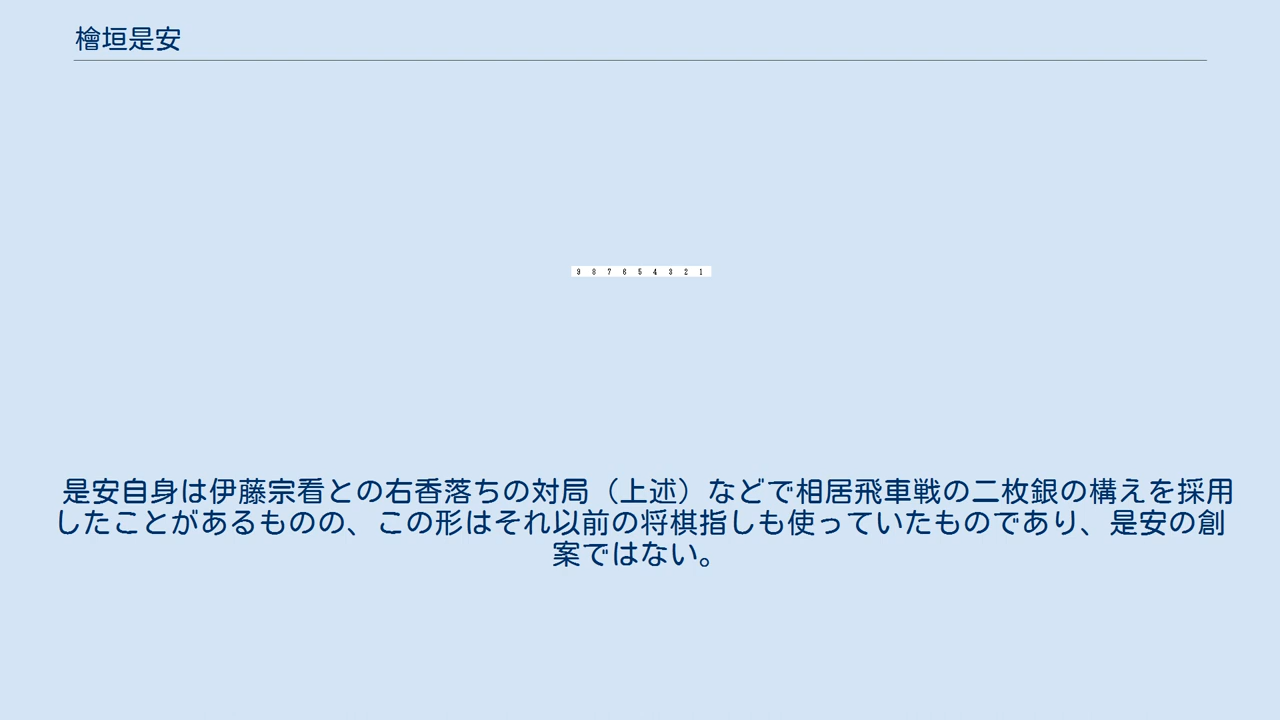 檜垣是安
9 8 7 6 5 4 3 2 1
是安自身は伊藤宗看との右香落ちの対局（上述）などで相居飛車戦の二枚銀の構えを採用
したことがあるものの、この形はそれ以前の将棋指しも使っていたものであり、是安の創
案ではない。